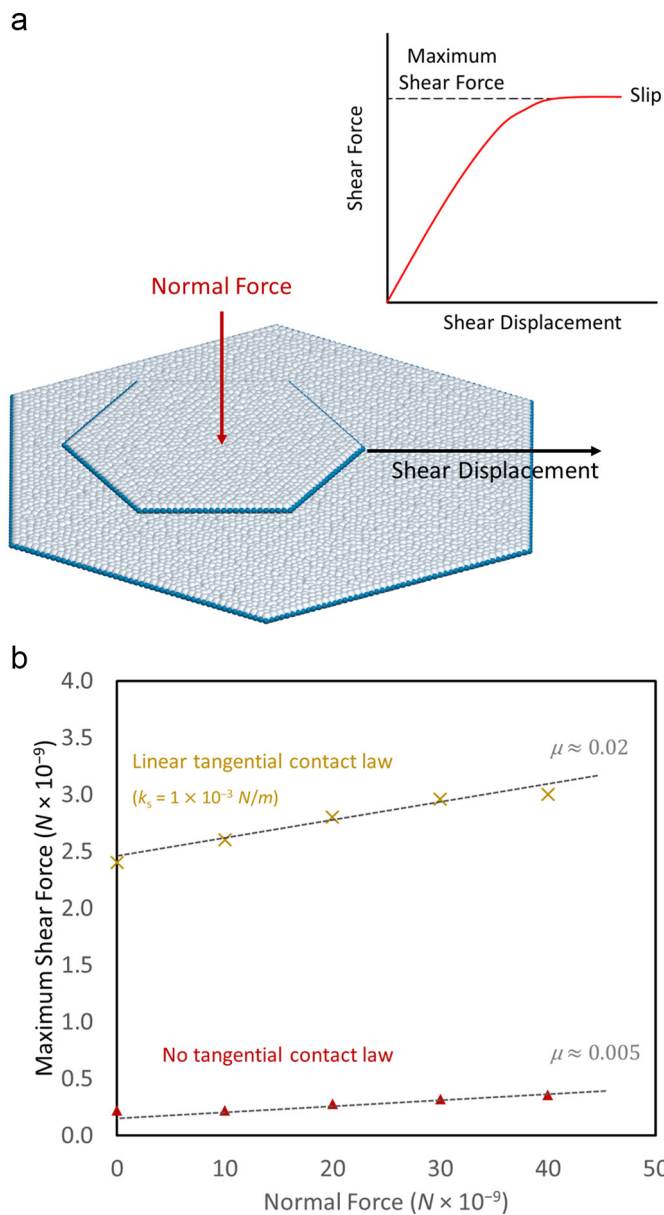 a
Maximum
Shear Force
Slip
Shear Force
Shear Displacement
Normal Force
Shear Displacement
b
4.0
3.5
3.0
2.5
2.0
1.5
1.0
0.5
0.0
Maximum Shear Force (N × 10⁻⁹)
Linear tangential contact law
(kₛ = 1 × 10⁻³ N/m)
μ ≈ 0.02
No tangential contact law
μ ≈ 0.005
0 10 20 30 40 50
Normal Force (N × 10⁻⁹)